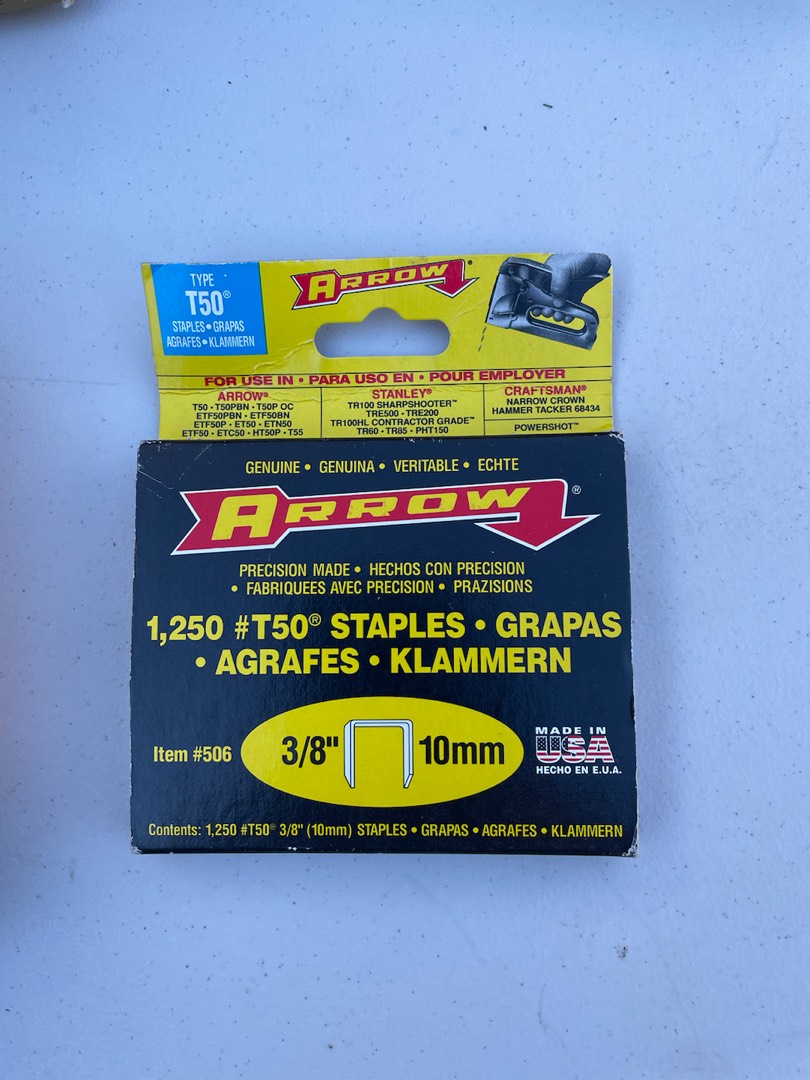 TYPE
T50®
STAPLES • GRAPAS
AGRAFES • KLAMMERN
ARROW®
FOR USE IN • PARA USO EN • POUR EMPLOYER
ARROW®
T50 • T50PBN • T50P OC
ETF50PBN • ETF50BN
ETF50P • ET50 • ETN50
ETF50 • ETC50 • HT50P • T55
STANLEY®
TR100 SHARPSHOOTER™
TRE500 • TRE200
TR100HL CONTRACTOR GRADE™
TR60 • TR85 • PHT150
CRAFTSMAN®
NARROW CROWN
HAMMER TACKER 68434
POWERSHOT™
GENUINE • GENUINA • VERITABLE • ECHTE
ARROW®
PRECISION MADE • HECHOS CON PRECISION
• FABRIQUEES AVEC PRECISION • PRAZISIONS
1,250 #T50® STAPLES • GRAPAS
• AGRAFES • KLAMMERN
Item #506
3/8" 10mm
MADE IN
USA
HECHO EN E.U.A.
Contents: 1,250 #T50® 3/8" (10mm) STAPLES • GRAPAS • AGRAFES • KLAMMERN